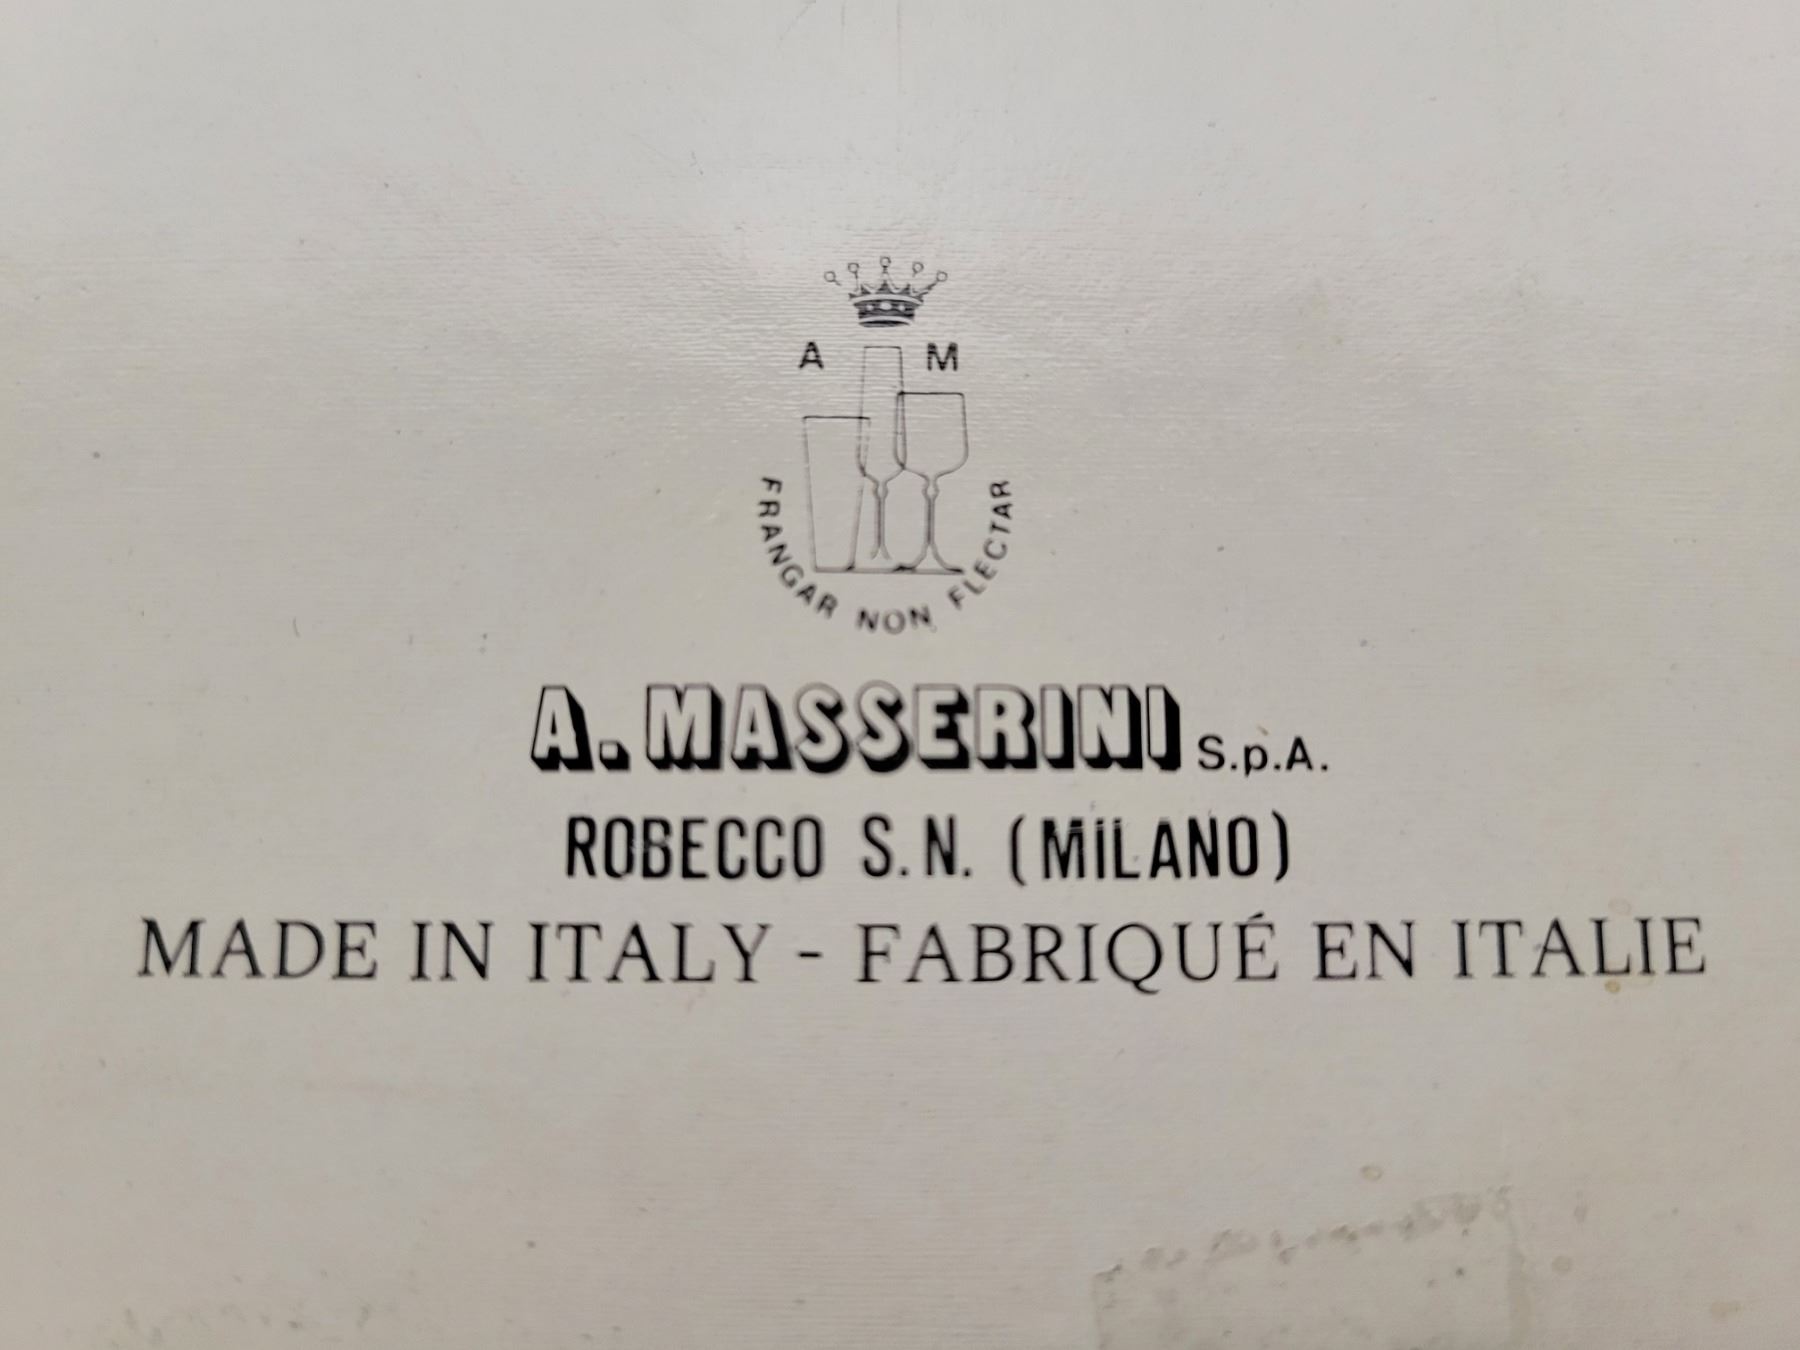 A M
FRANGAR NON FLECTAR
A. MASSERINI S.p.A.
ROBECCO S.N. (MILANO)
MADE IN ITALY - FABRIQUÉ EN ITALIE